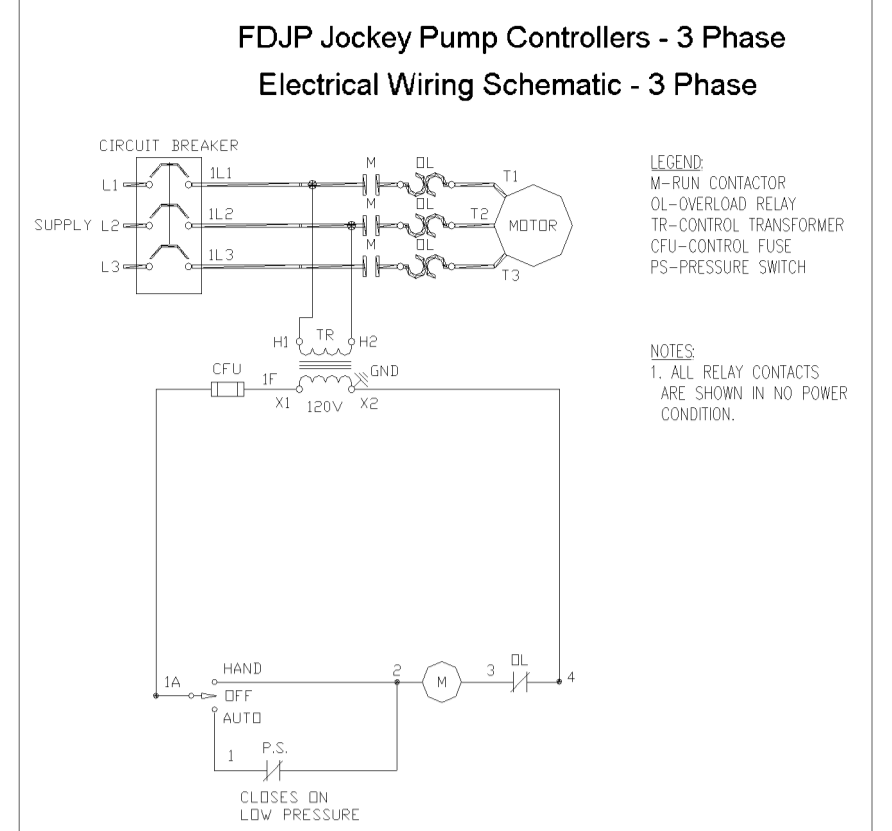 FDJP Jockey Pump Controllers - 3 Phase
Electrical Wiring Schematic - 3 Phase
CIRCUIT BREAKER
L1
1L1
M
OL
T1
SUPPLY L2
1L2
M
OL
T2
MOTOR
L3
1L3
M
OL
T3
LEGEND:
M-RUN CONTACTOR
OL-OVERLOAD RELAY
TR-CONTROL TRANSFORMER
CFU-CONTROL FUSE
PS-PRESSURE SWITCH
NOTES:
1. ALL RELAY CONTACTS
ARE SHOWN IN NO POWER
CONDITION.
H1 TR H2
CFU
1F
GND
X1 120V X2
1A
HAND
OFF
AUTO
2
M
3
OL
4
1
P.S.
CLOSES ON
LOW PRESSURE